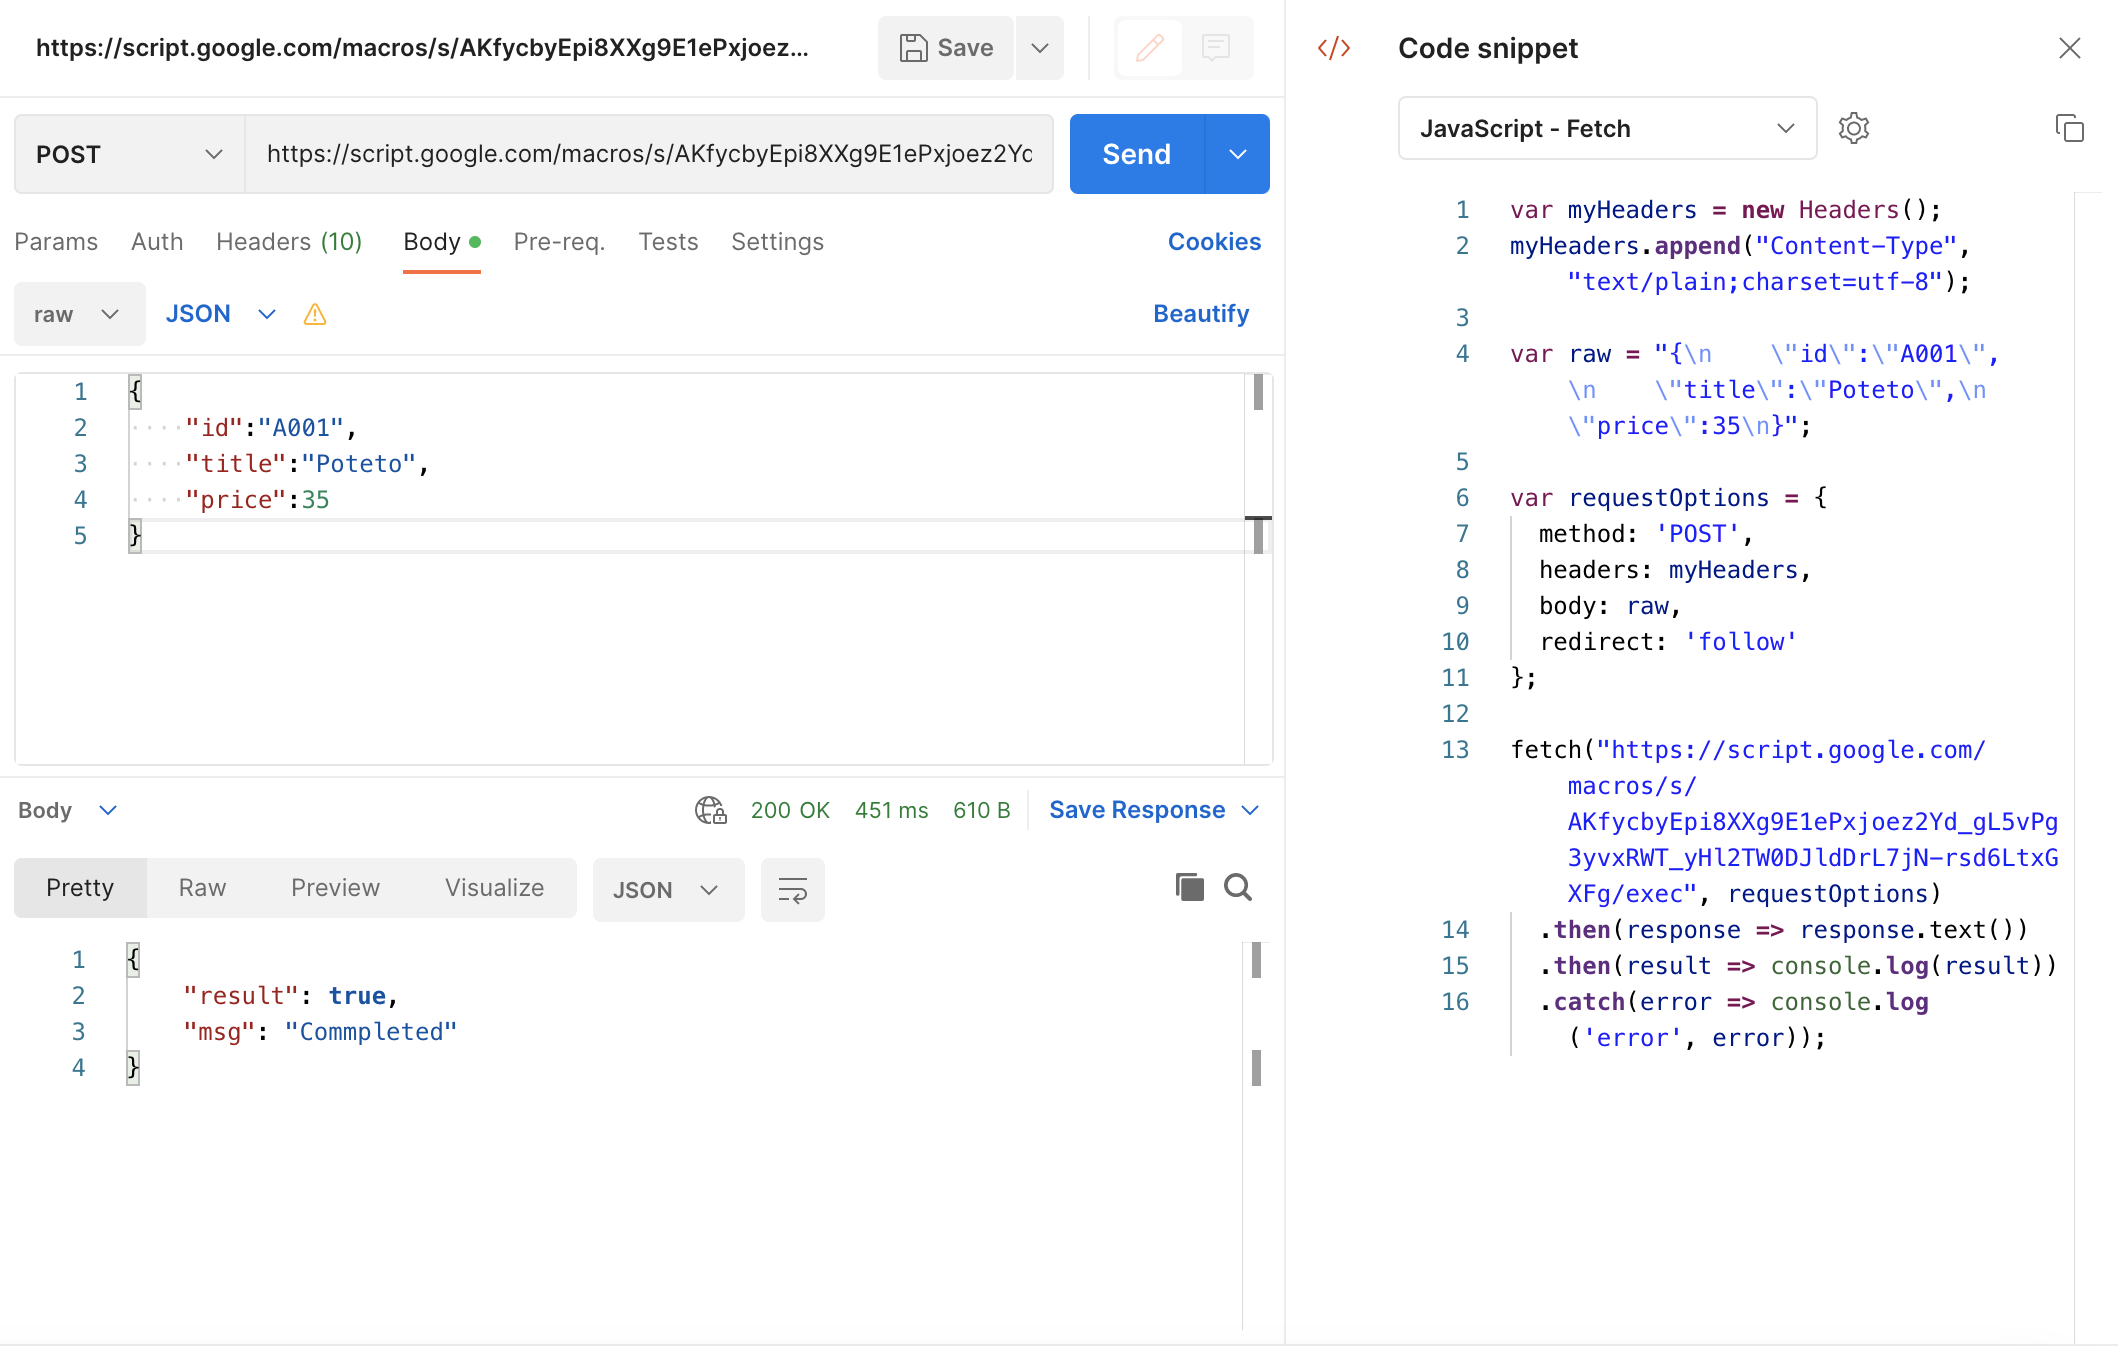 https://script.google.com/macros/s/AKfycbyEpi8XXg9E1ePxjoez...
Save
POST
https://script.google.com/macros/s/AKfycbyEpi8XXg9E1ePxjoez2Yd
Send
Params Auth Headers (10) Body Pre-req. Tests Settings Cookies
raw JSON Beautify
1 {
2 ····"id":"A001",
3 ····"title":"Poteto",
4 ····"price":35
5 }
Body 200 OK 451 ms 610 B Save Response
Pretty Raw Preview Visualize JSON
1 {
2 "result": true,
3 "msg": "Commpleted"
4 }
</> Code snippet
JavaScript - Fetch
1 var myHeaders = new Headers();
2 myHeaders.append("Content-Type",
"text/plain;charset=utf-8");
3
4 var raw = "{\n    \"id\":\"A001\",
\n    \"title\":\"Poteto\",\n
\"price\":35\n}";
5
6 var requestOptions = {
7 method: 'POST',
8 headers: myHeaders,
9 body: raw,
10 redirect: 'follow'
11 };
12
13 fetch("https://script.google.com/
macros/s/
AKfycbyEpi8XXg9E1ePxjoez2Yd_gL5vPg
3yvxRWT_yHl2TW0DJldDrL7jN-rsd6LtxG
XFg/exec", requestOptions)
14 .then(response => response.text())
15 .then(result => console.log(result))
16 .catch(error => console.log
('error', error));